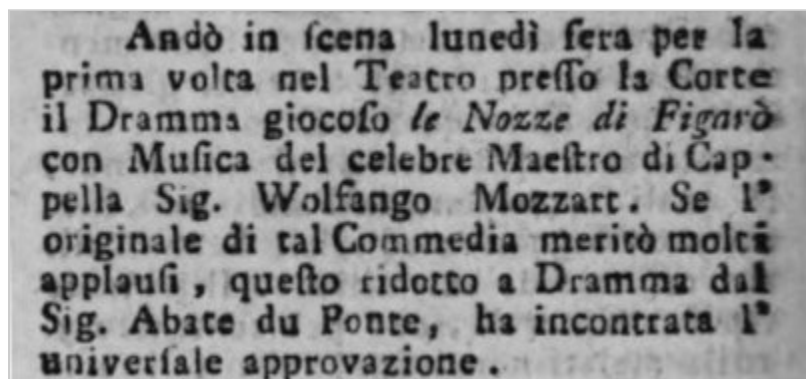 Andò in ſcena lunedì ſera per la
prima volta nel Teatro preſſo la Corte
il Dramma giocoſo le Nozze di Figarò
con Muſica del celebre Maeſtro di Cap-
pella Sig. Wolfango Mozzart. Se l'
originale di tal Commedia meritò molti
applauſi, queſto ridotto a Dramma dal
Sig. Abate du Ponte, ha incontrata l'
univerſale approvazione.